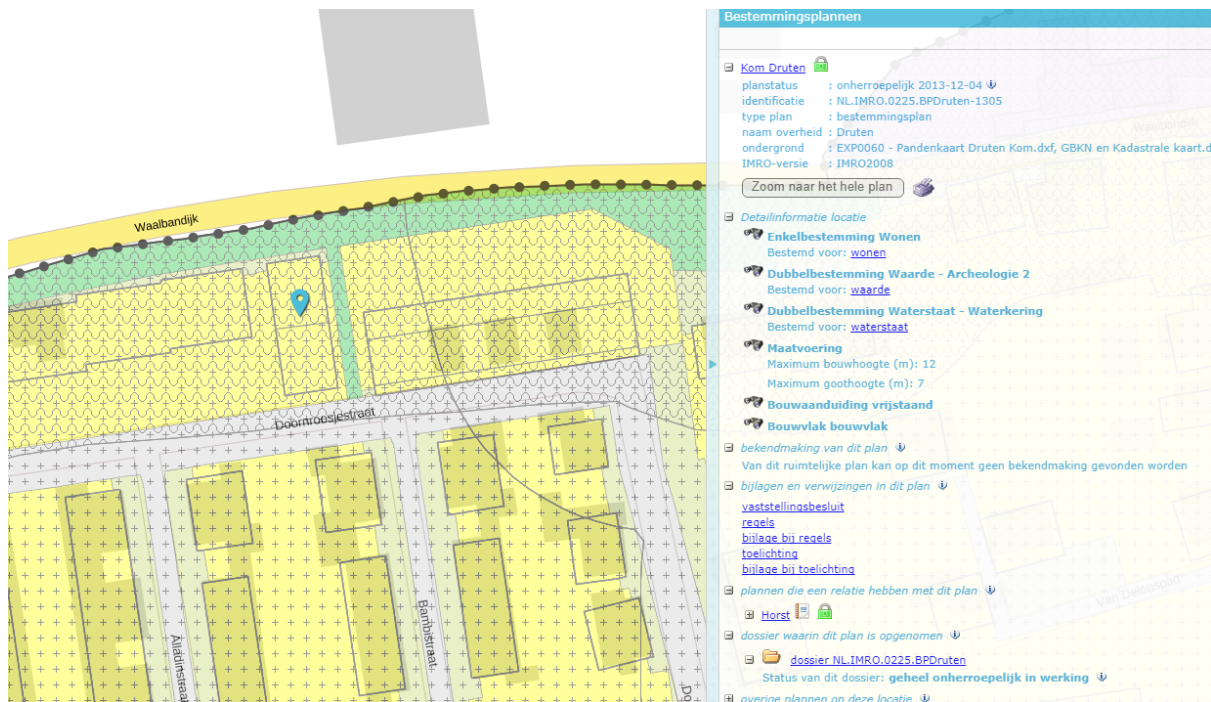 Waalbandijk
Doornroosjestraat
Alladinstraat
Bambistraat
Bestemmingsplannen
Waalbandijk
Kom Druten
planstatus : onherroepelijk 2013-12-04
identificatie : NL.IMRO.0225.BPDruten-1305
type plan : bestemmingsplan
naam overheid : Druten
ondergrond : EXP0060 - Pandenkaart Druten Kom.dxf, GBKN en Kadastrale kaart.d
IMRO-versie : IMRO2008
Zoom naar het hele plan
Detailinformatie locatie
Enkelbestemming Wonen
Bestemd voor: wonen
Dubbelbestemming Waarde - Archeologie 2
Bestemd voor: waarde
Dubbelbestemming Waterstaat - Waterkering
Bestemd voor: waterstaat
Maatvoering
Maximum bouwhoogte (m): 12
Maximum goothoogte (m): 7
Bouwaanduiding vrijstaand
Bouwvlak bouwvlak
bekendmaking van dit plan
Van dit ruimtelijke plan kan op dit moment geen bekendmaking gevonden worden
bijlagen en verwijzingen in dit plan
vaststellingsbesluit
regels
bijlage bij regels
toelichting
bijlage bij toelichting
plannen die een relatie hebben met dit plan
Horst
dossier waarin dit plan is opgenomen
dossier NL.IMRO.0225.BPDruten
Status van dit dossier: geheel onherroepelijk in werking
overige plannen op deze locatie